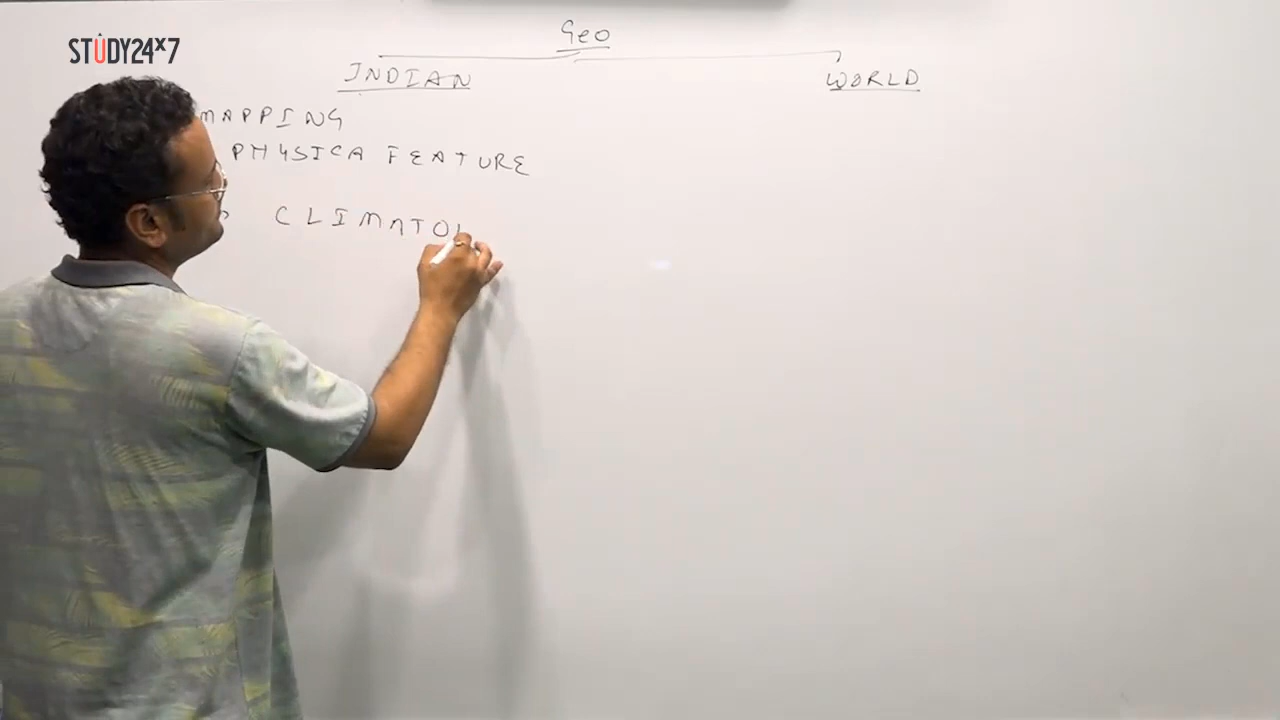 STUDY24x7
Geo
INDIAN WORLD
MAPPING
PHYSICA FEATURE
CLIMATOL